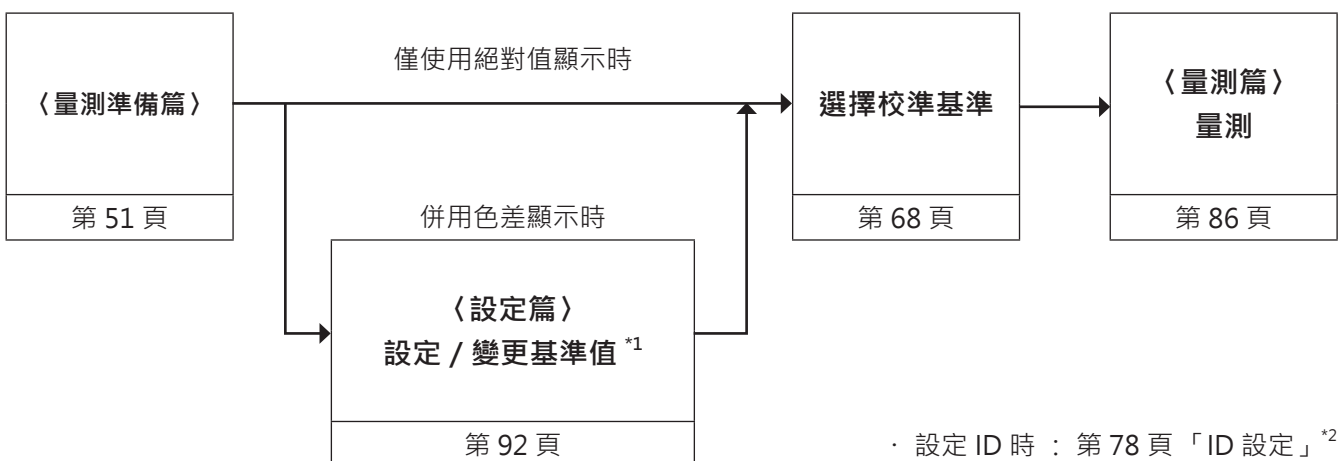 僅使用絕對值顯示時
〈量測準備篇〉
第 51 頁
選擇校準基準
第 68 頁
〈量測篇〉
量測
第 86 頁
併用色差顯示時
〈設定篇〉
設定 / 變更基準值 *1
第 92 頁
· 設定 ID 時 : 第 78 頁「ID 設定」*2